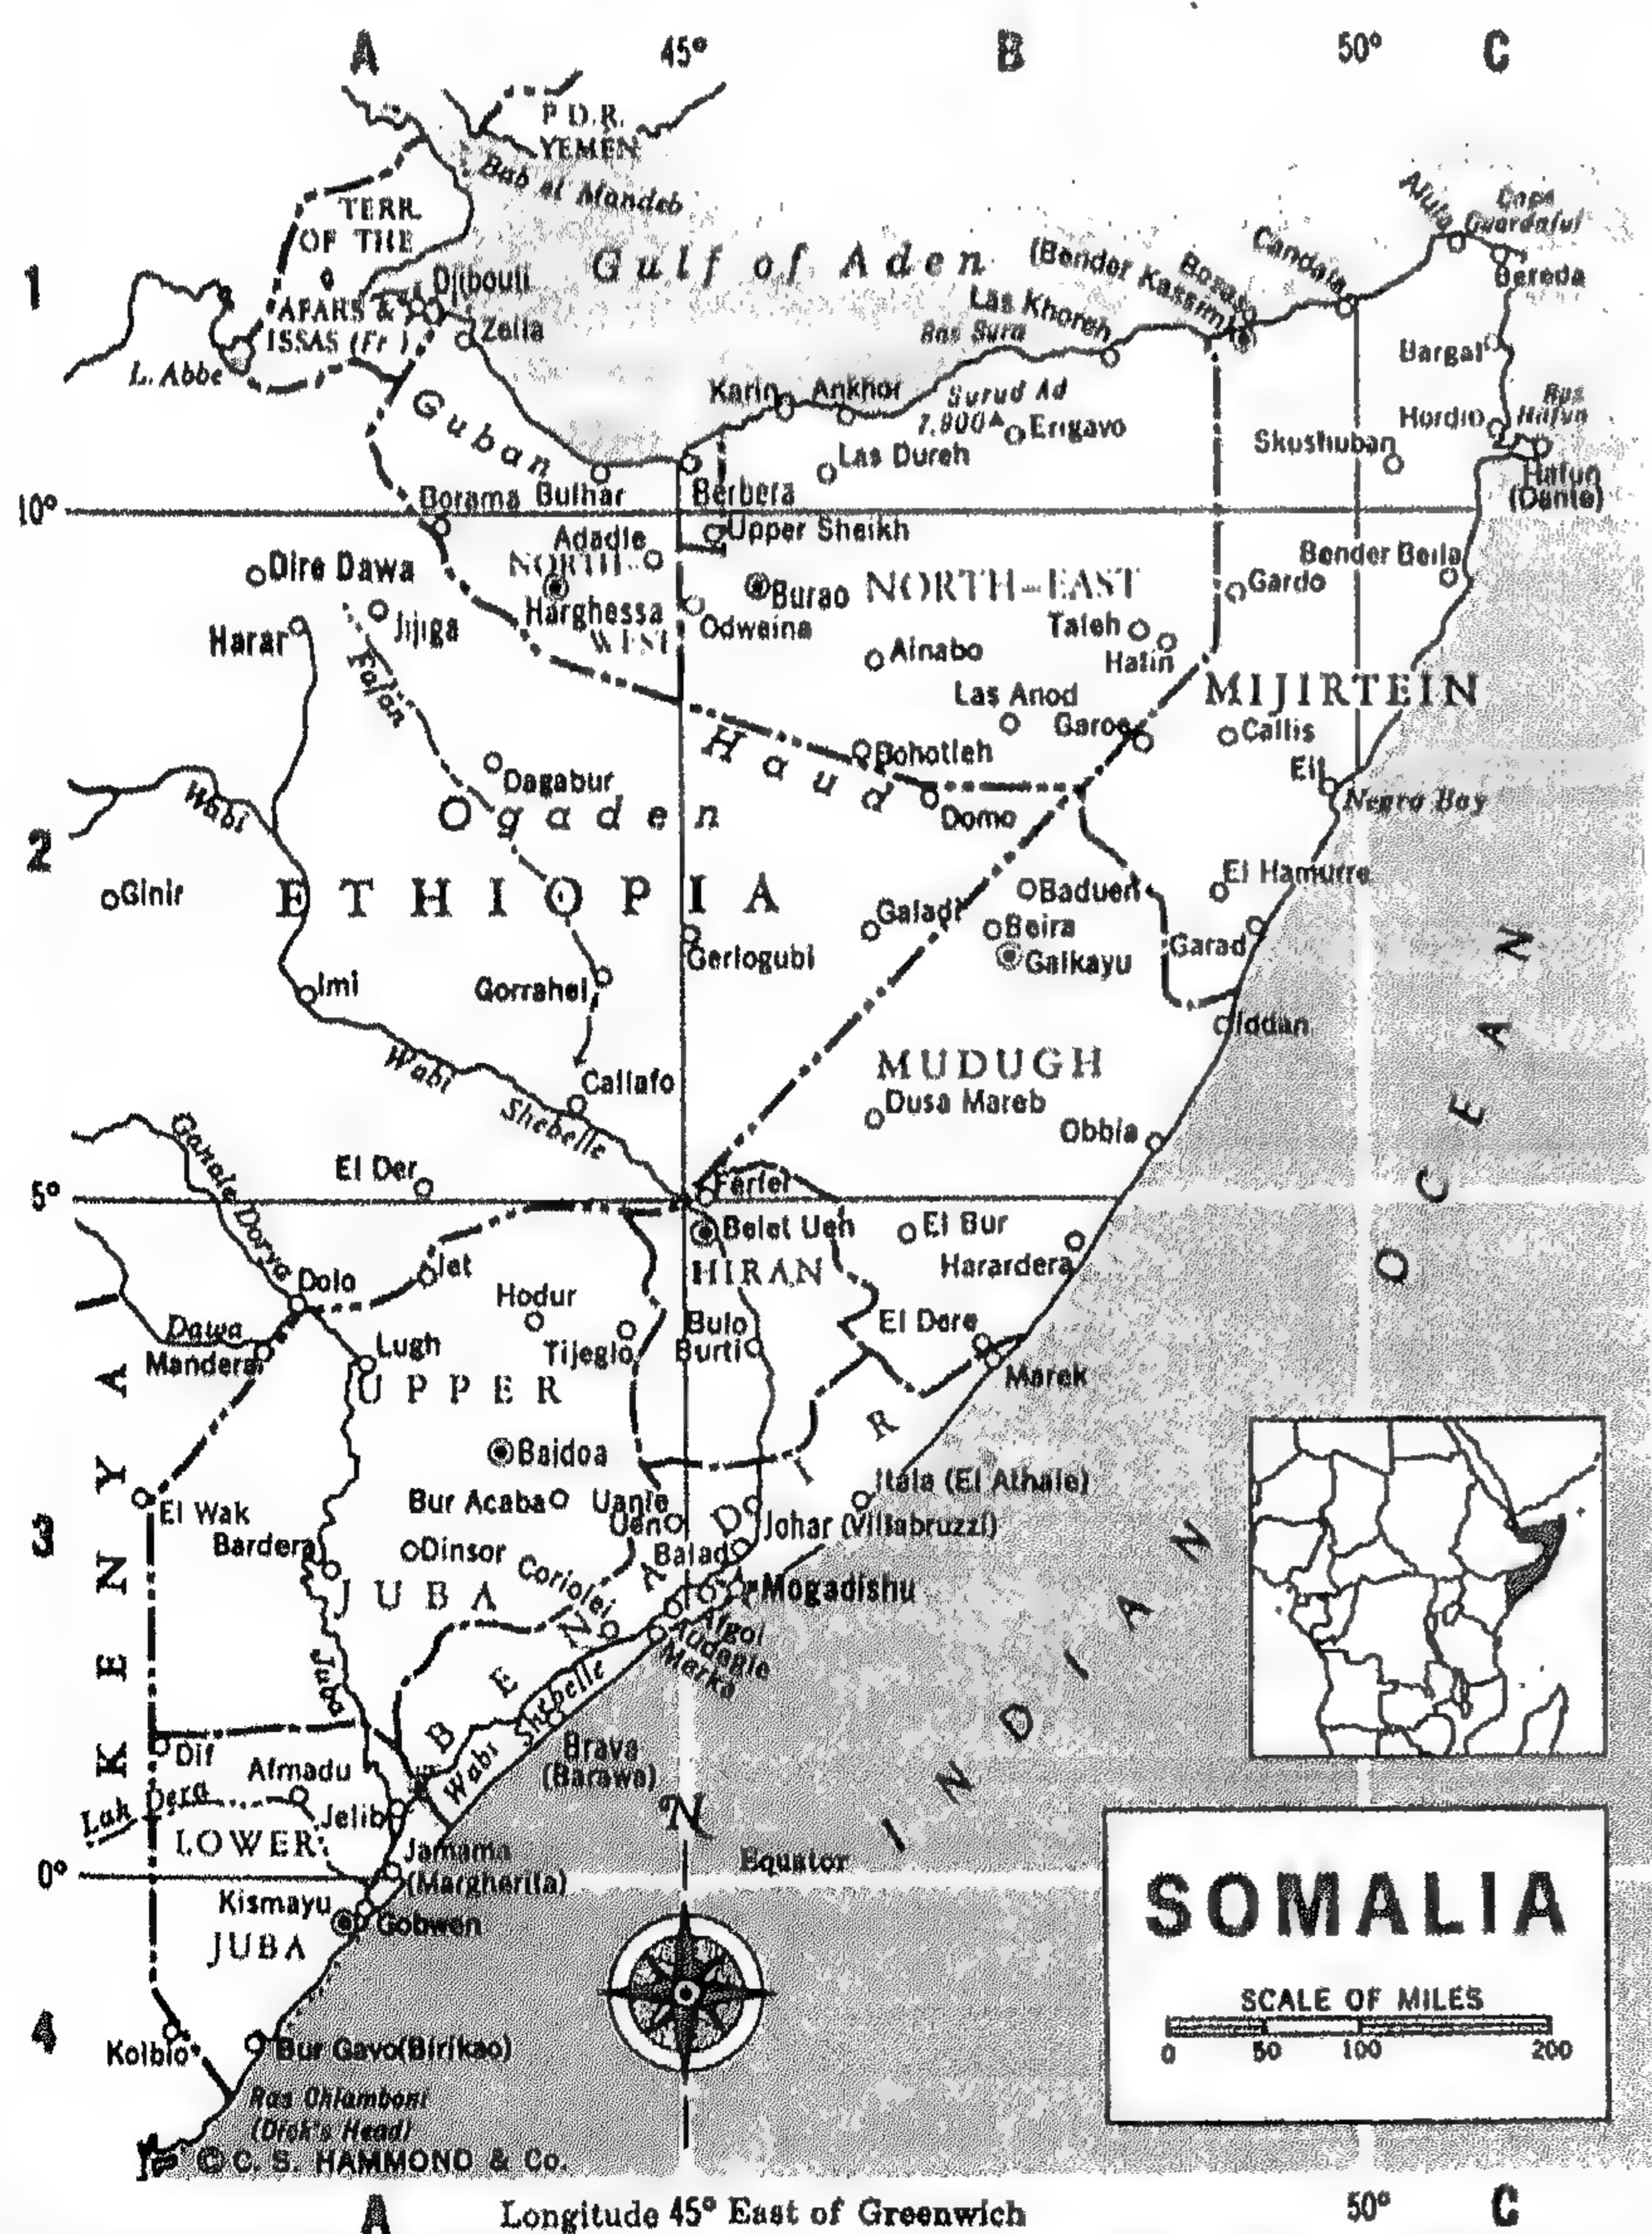 A
45°
B
50°
C
P.D.R.
YEMEN
Bab el Mandeb
TERR.
OF THE
AFARS &
ISSAS (Fr.)
Djibouti
Zeila
L. Abbe
1
Gulf of Aden
(Bender
Kassim)
Bosaso
Candala
Alula
Cape
Guardafui
Bereda
Las Khoreh
Ras Sura
Bargal
Karin
Ankhor
Surud Ad
7,900
Erigavo
Las Dureh
Hordio
Ras
Hafun
Skushuban
Hafun
(Dante)
Guban
Borama
Bulhar
Berbera
10°
Adadle
Upper Sheikh
Dire Dawa
NORTH-
WEST
Harghessa
Burao
NORTH-EAST
Bender Beila
Gardo
Harar
Jijiga
Odweina
Taleh
Halin
Ainabo
Fafan
MIJIRTEIN
Las Anod
Garoe
Callis
Haud
Bohotleh
Domo
Eil
Negro Bay
Dagabur
Ogaden
Wabi
2
ETHIOPIA
Ginir
Galadi
Baduen
El Hamurre
Beira
Galkayu
Garad
Gerlogubi
Imi
Gorrahei
Illdan
Wabi
Shebelle
Callafo
MUDUGH
Dusa Mareb
Obbia
Ganale Dorya
El Der
5°
Ferfer
Belet Uen
El Bur
HIRAN
Harardera
Iet
Dolo
Hodur
Tijeglo
Bulo
Burti
El Dere
Marek
Dawa
Mandera
Lugh
UPPER
JUBA
Baidoa
Itala (El Athale)
El Wak
Bur Acaba
Uanle
Uen
Johar (Villabruzzi)
3
Bardera
Dinsor
Balad
Coriolei
Mogadishu
Afgoi
Audegle
Merka
BENADIR
KENYA
Juba
Wabi Shebelle
Brava
(Barawa)
Dif
Afmadu
Lak Dera
Jelib
LOWER
JUBA
Jamama
(Margherita)
0°
Equator
Kismayu
Gobwen
N
INDIAN OCEAN
4
Kolbio
Bur Gavo (Birikao)
Ras Chiamboni
(Dick's Head)
© C. S. HAMMOND & Co.
SOMALIA
SCALE OF MILES
0 50 100 200
A
Longitude 45° East of Greenwich
50°
C